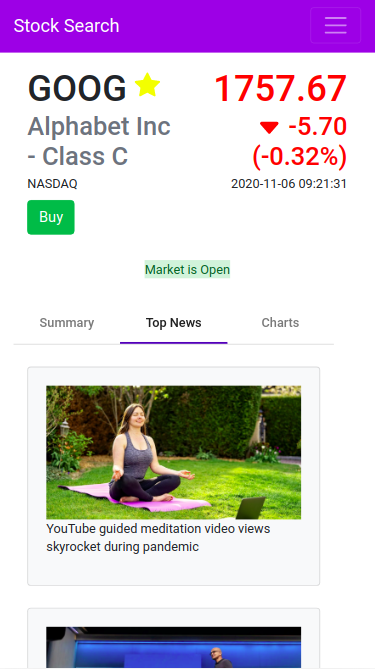 Stock Search
GOOG
1757.67
Alphabet Inc
- Class C
-5.70
(-0.32%)
NASDAQ
2020-11-06 09:21:31
Buy
Market is Open
Summary
Top News
Charts
YouTube guided meditation video views
skyrocket during pandemic